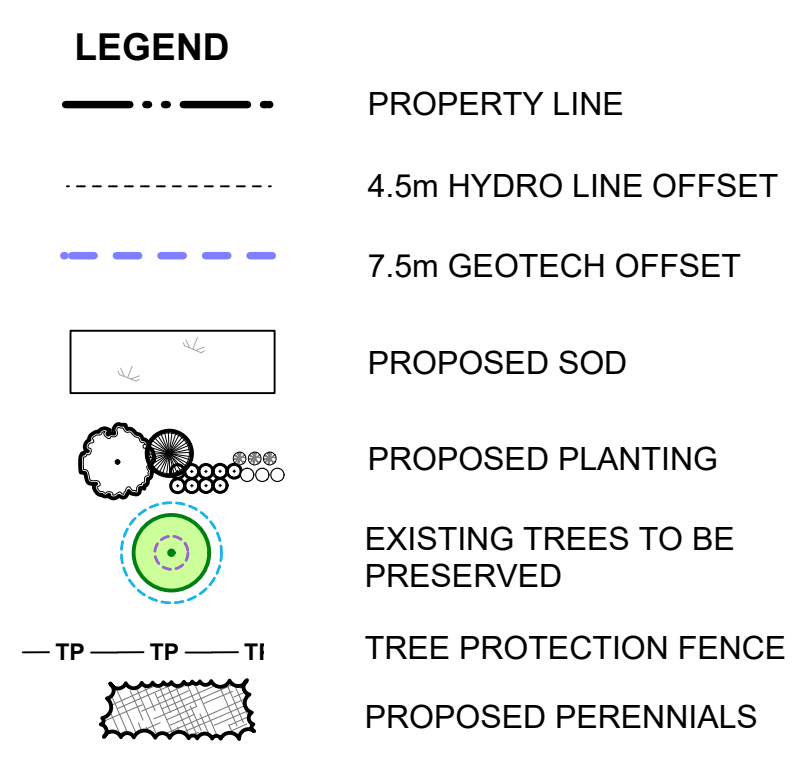 LEGEND
PROPERTY LINE
4.5m HYDRO LINE OFFSET
7.5m GEOTECH OFFSET
PROPOSED SOD
PROPOSED PLANTING
EXISTING TREES TO BE
PRESERVED
TP TP TP TREE PROTECTION FENCE
PROPOSED PERENNIALS